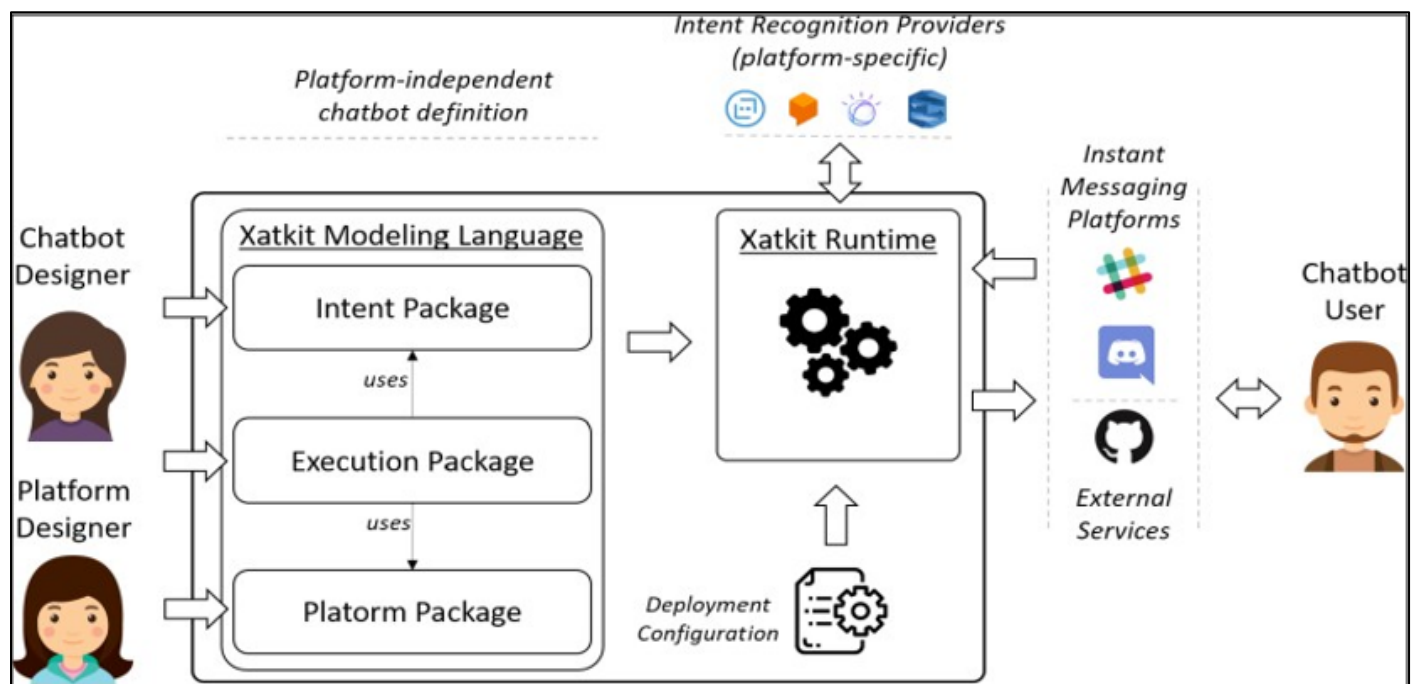 Intent Recognition Providers
(platform-specific)
Platform-independent
chatbot definition
Instant
Messaging
Platforms
Chatbot
Designer
Xatkit Modeling Language
Xatkit Runtime
Chatbot
User
Intent Package
uses
Execution Package
Platform
Designer
uses
External
Services
Platorm Package
Deployment
Configuration